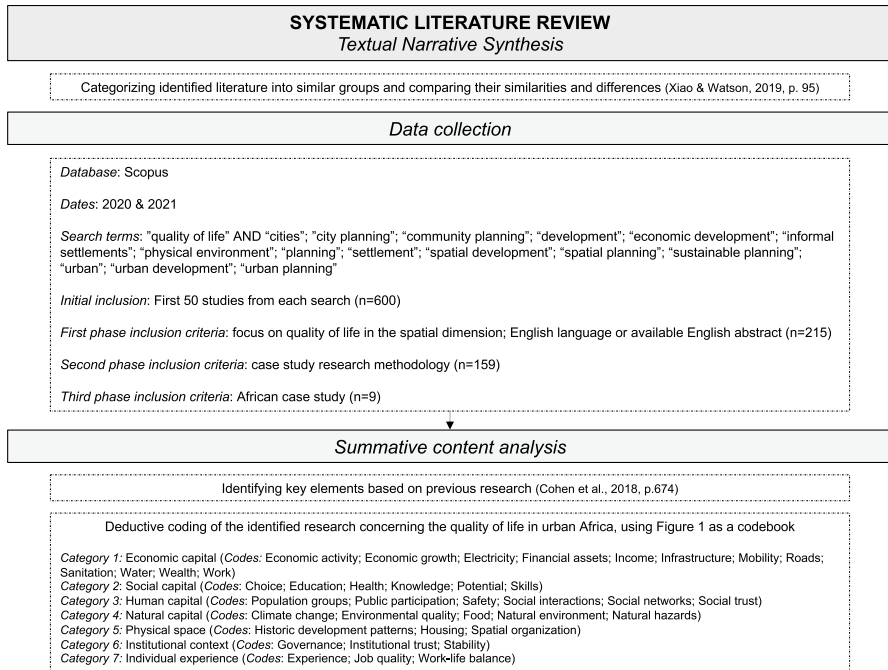 SYSTEMATIC LITERATURE REVIEW
Textual Narrative Synthesis
Categorizing identified literature into similar groups and comparing their similarities and differences (Xiao & Watson, 2019, p. 95)
Data collection
Database: Scopus
Dates: 2020 & 2021
Search terms: ”quality of life” AND “cities”; ”city planning”; “community planning”; “development”; “economic development”; “informal
settlements”; “physical environment”; “planning”; “settlement”; “spatial development”; “spatial planning”; “sustainable planning”;
“urban”; “urban development”; “urban planning”
Initial inclusion: First 50 studies from each search (n=600)
First phase inclusion criteria: focus on quality of life in the spatial dimension; English language or available English abstract (n=215)
Second phase inclusion criteria: case study research methodology (n=159)
Third phase inclusion criteria: African case study (n=9)
Summative content analysis
Identifying key elements based on previous research (Cohen et al., 2018, p.674)
Deductive coding of the identified research concerning the quality of life in urban Africa, using Figure 1 as a codebook
Category 1: Economic capital (Codes: Economic activity; Economic growth; Electricity; Financial assets; Income; Infrastructure; Mobility; Roads;
Sanitation; Water; Wealth; Work)
Category 2: Social capital (Codes: Choice; Education; Health; Knowledge; Potential; Skills)
Category 3: Human capital (Codes: Population groups; Public participation; Safety; Social interactions; Social networks; Social trust)
Category 4: Natural capital (Codes: Climate change; Environmental quality; Food; Natural environment; Natural hazards)
Category 5: Physical space (Codes: Historic development patterns; Housing; Spatial organization)
Category 6: Institutional context (Codes: Governance; Institutional trust; Stability)
Category 7: Individual experience (Codes: Experience; Job quality; Work-life balance)